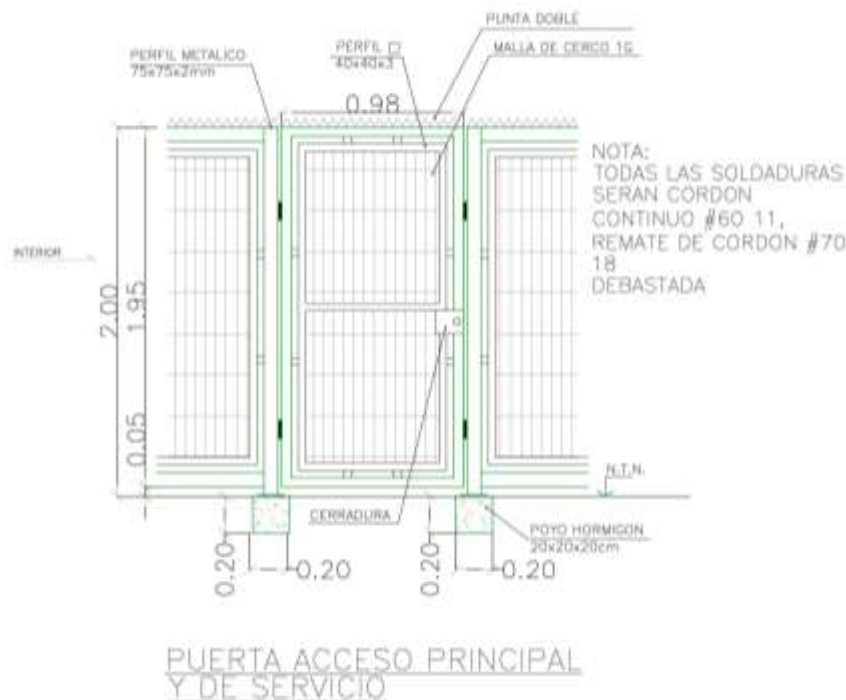 PUNTA DOBLE
PERFIL METALICO
75x75x2mm
PERFIL
40x40x3
MALLA DE CERCO 1G
0.98
NOTA:
TODAS LAS SOLDADURAS
SERAN CORDON
CONTINUO #60 11,
REMATE DE CORDON #70
18
DEBASTADA
INTERIOR
2.00
1.95
0.05
N.T.N.
CERRADURA
POYO HORMIGON
20x20x20cm
0.20
0.20
0.20
0.20
PUERTA ACCESO PRINCIPAL
Y DE SERVICIO